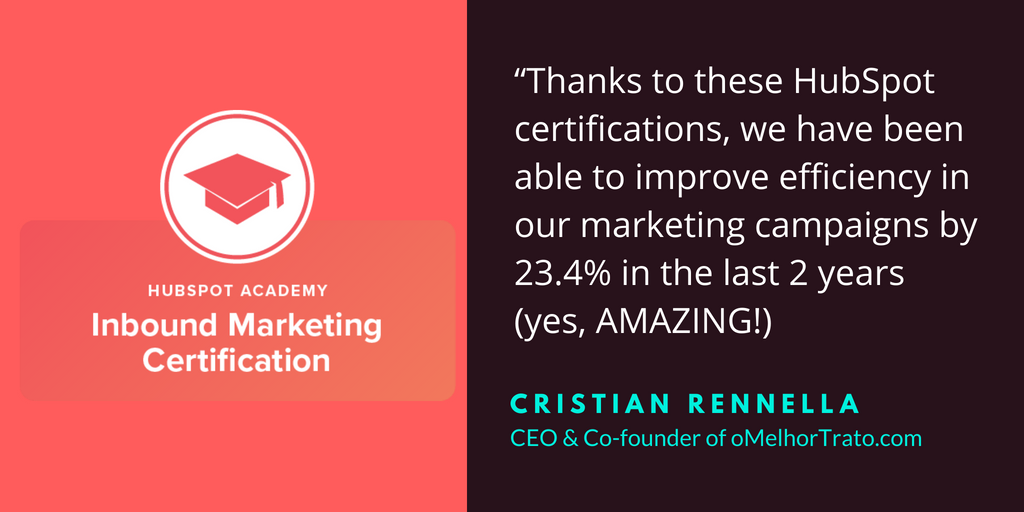 HUBSPOT ACADEMY
Inbound Marketing
Certification
“Thanks to these HubSpot
certifications, we have been
able to improve efficiency in
our marketing campaigns by
23.4% in the last 2 years
(yes, AMAZING!)
CRISTIAN RENNELLA
CEO & Co-founder of oMelhorTrato.com